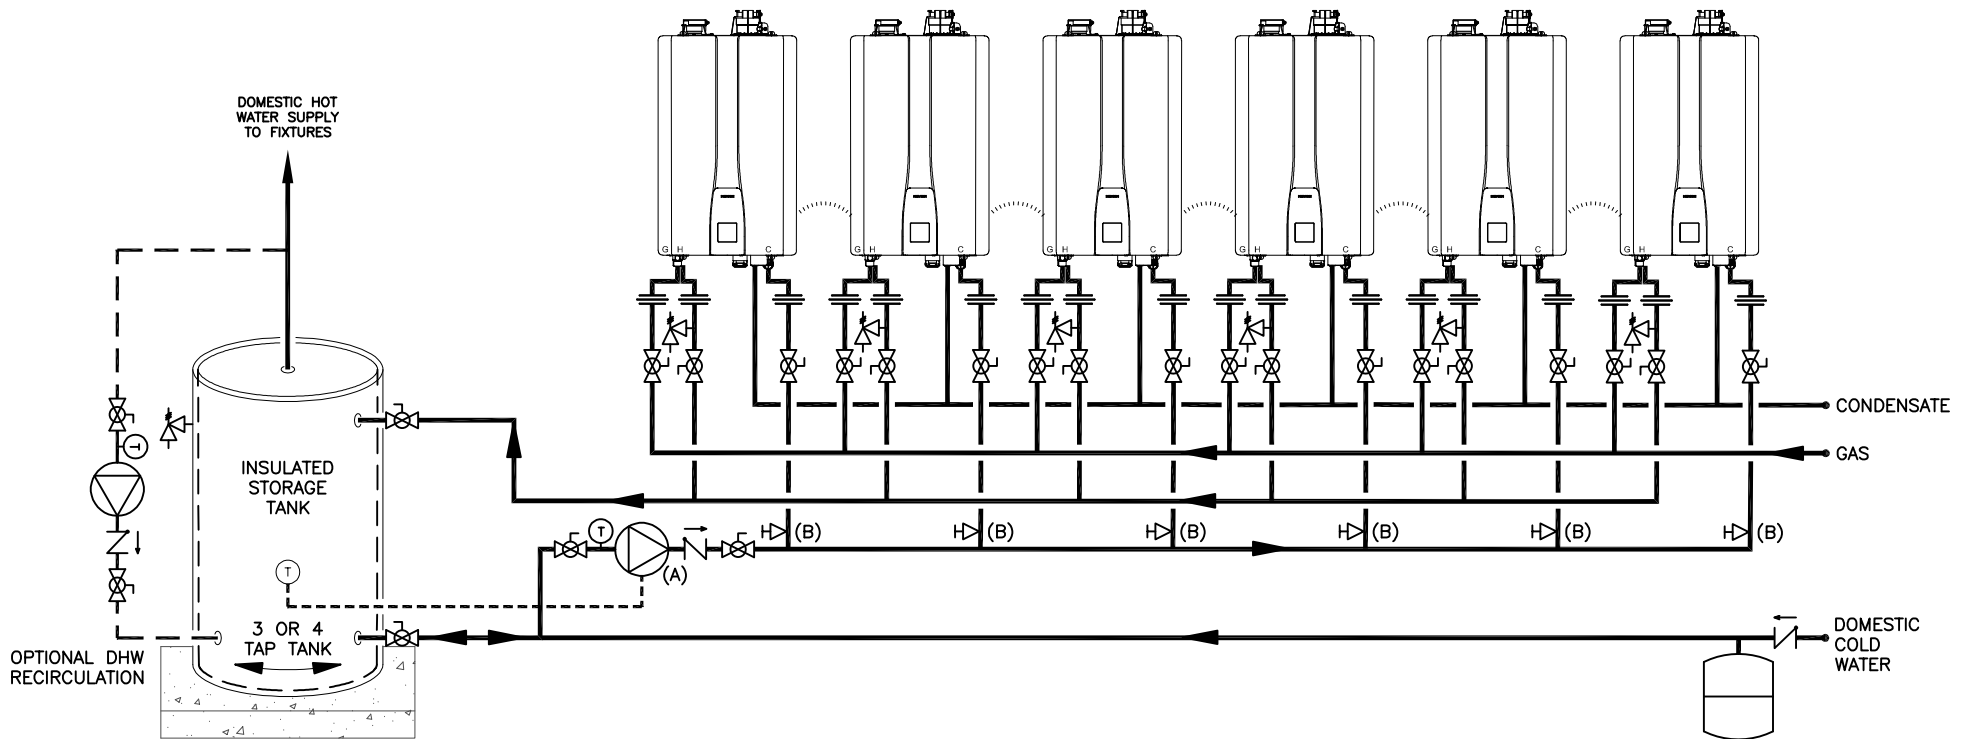 DOMESTIC HOT
WATER SUPPLY
TO FIXTURES
G H C
G H C
G H C
G H C
G H C
G H C
CONDENSATE
GAS
T
INSULATED
STORAGE
TANK
T
(B)
(B)
(B)
(B)
(B)
(B)
(A)
T
3 OR 4
TAP TANK
OPTIONAL DHW
RECIRCULATION
DOMESTIC
COLD
WATER